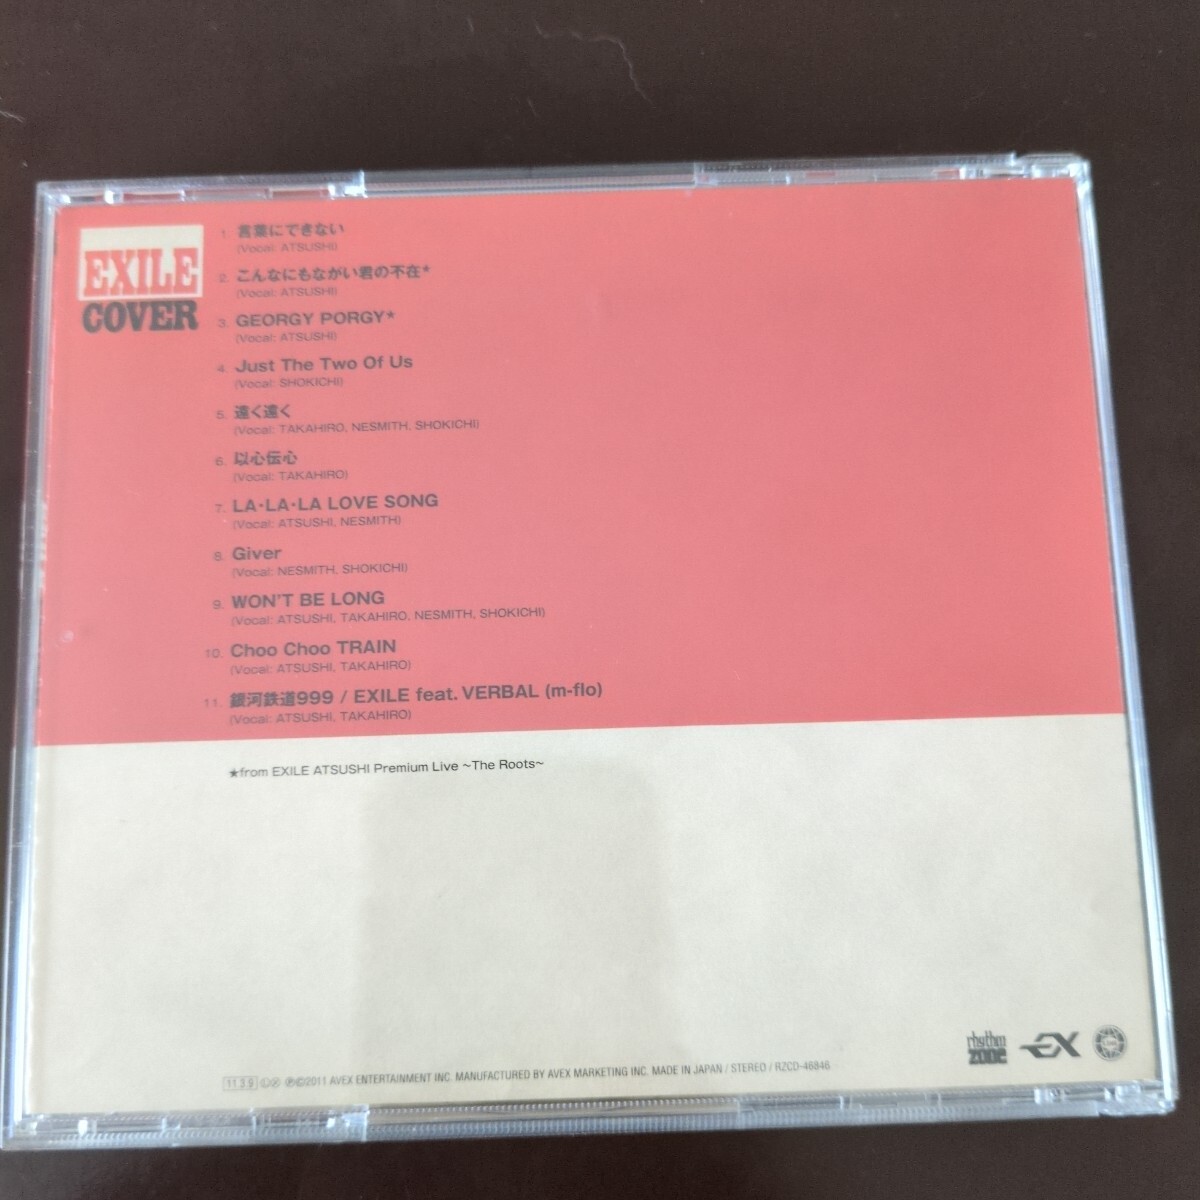 EXILE
COVER
1. 言葉にできない
(Vocal: ATSUSHI)
2. こんなにもながい君の不在★
(Vocal: ATSUSHI)
3. GEORGY PORGY★
(Vocal: ATSUSHI)
4. Just The Two Of Us
(Vocal: SHOKICHI)
5. 遠く遠く
(Vocal: TAKAHIRO, NESMITH, SHOKICHI)
6. 以心伝心
(Vocal: TAKAHIRO)
7. LA・LA・LA LOVE SONG
(Vocal: ATSUSHI, NESMITH)
8. Giver
(Vocal: NESMITH, SHOKICHI)
9. WON'T BE LONG
(Vocal: ATSUSHI, TAKAHIRO, NESMITH, SHOKICHI)
10. Choo Choo TRAIN
(Vocal: ATSUSHI, TAKAHIRO)
11. 銀河鉄道999 / EXILE feat. VERBAL (m-flo)
(Vocal: ATSUSHI, TAKAHIRO)
★from EXILE ATSUSHI Premium Live ~The Roots~
rhythm
zone
EX
11.3.9 Ⓛ Ⓧ ℗©2011 AVEX ENTERTAINMENT INC. MANUFACTURED BY AVEX MARKETING INC. MADE IN JAPAN / STEREO / RZCD-46846